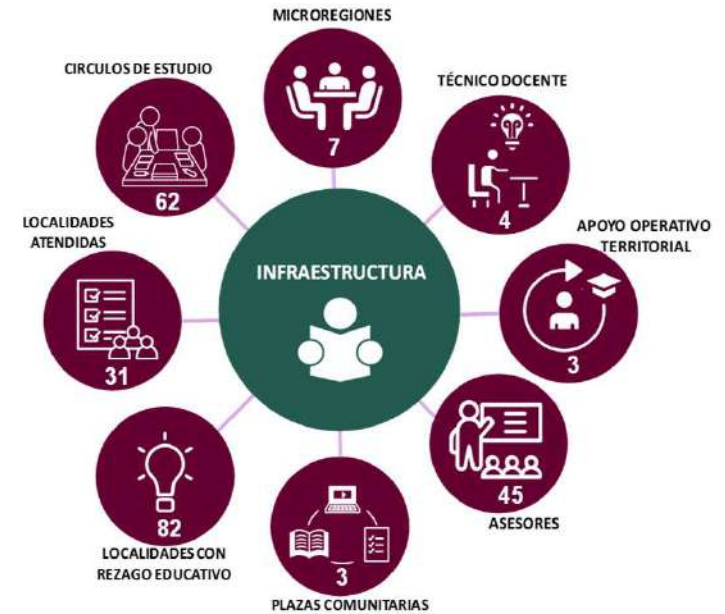 MICROREGIONES
7
TÉCNICO DOCENTE
4
APOYO OPERATIVO
TERRITORIAL
3
45
ASESORES
3
PLAZAS COMUNITARIAS
82
LOCALIDADES CON
REZAGO EDUCATIVO
LOCALIDADES
ATENDIDAS
31
CIRCULOS DE ESTUDIO
62
INFRAESTRUCTURA